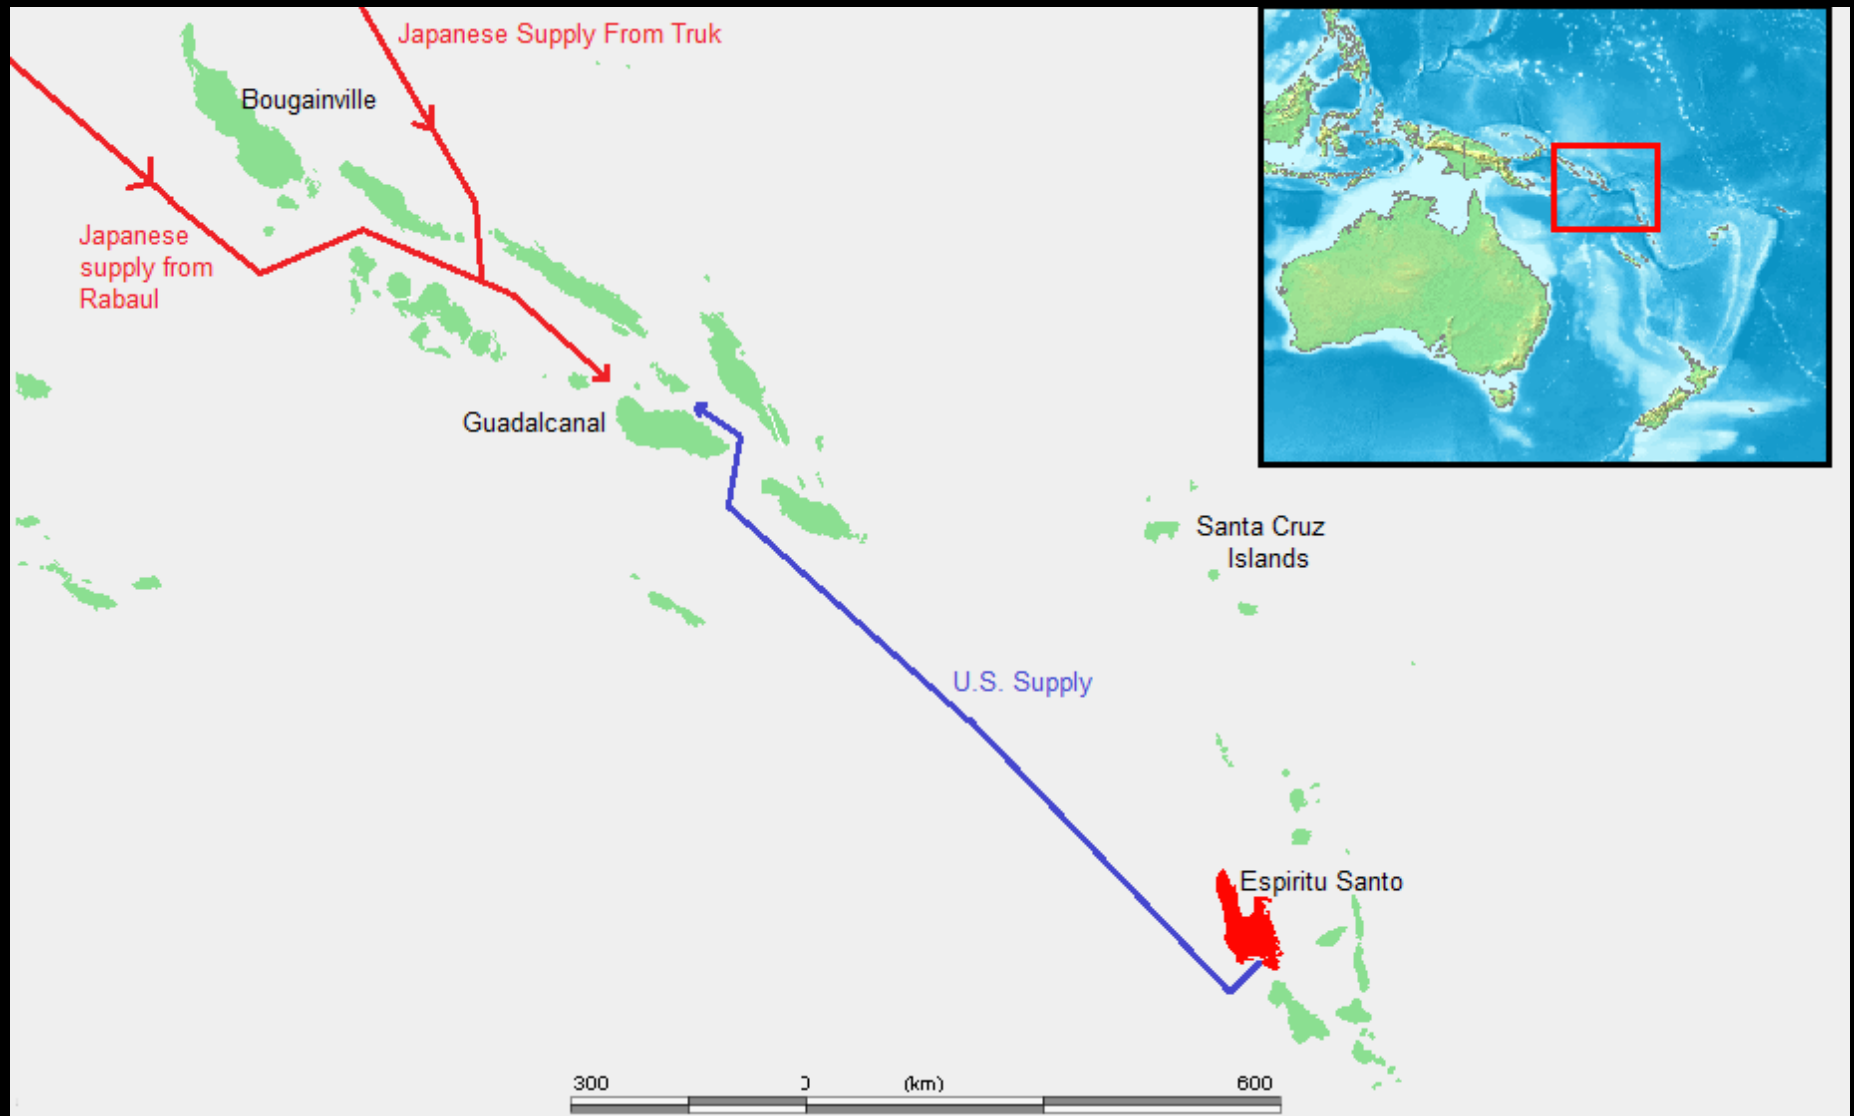 Japanese Supply From Truk
Bougainville
Japanese
supply from
Rabaul
Guadalcanal
Santa Cruz
Islands
U.S. Supply
Espiritu Santo
300 0 (km) 600